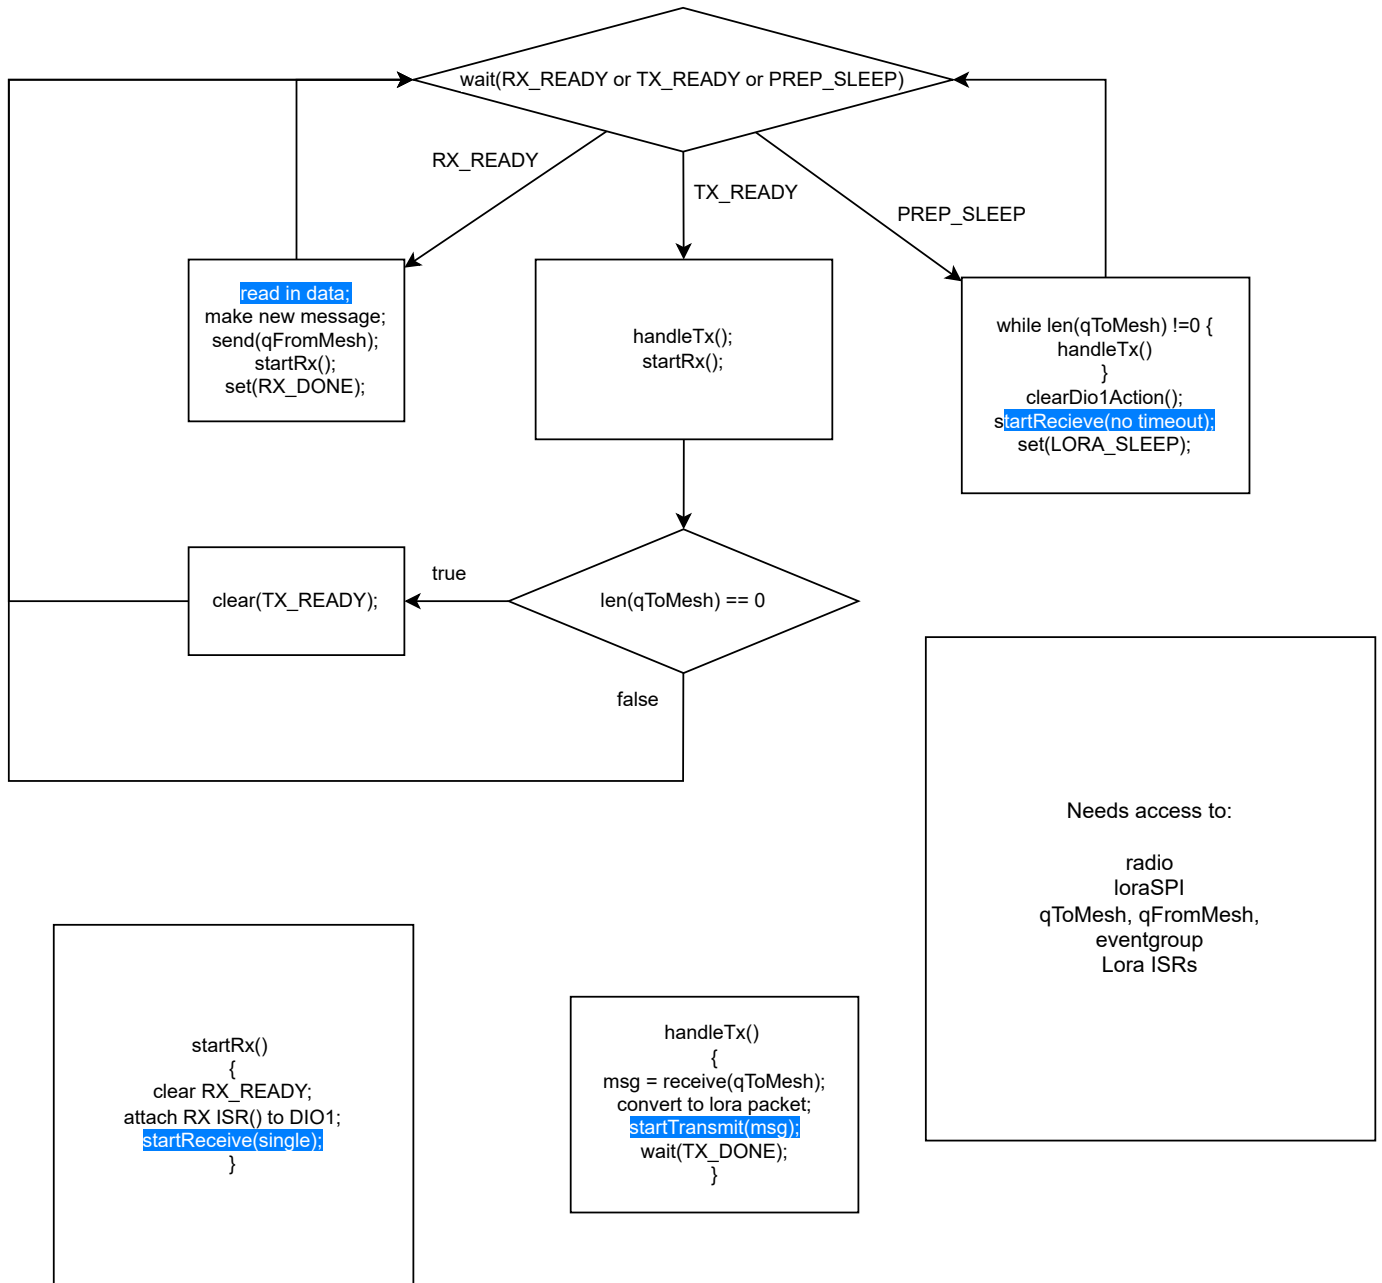 wait(RX_READY or TX_READY or PREP_SLEEP)
RX_READY
TX_READY
PREP_SLEEP
read in data;
make new message;
send(qFromMesh);
startRx();
set(RX_DONE);
handleTx();
startRx();
while len(qToMesh) !=0 {
handleTx()
}
clearDio1Action();
startRecieve(no timeout);
set(LORA_SLEEP);
clear(TX_READY);
true
len(qToMesh) == 0
false
Needs access to:
radio
loraSPI
qToMesh, qFromMesh,
eventgroup
Lora ISRs
startRx()
{
clear RX_READY;
attach RX ISR() to DIO1;
startReceive(single);
}
handleTx()
{
msg = receive(qToMesh);
convert to lora packet;
startTransmit(msg);
wait(TX_DONE);
}